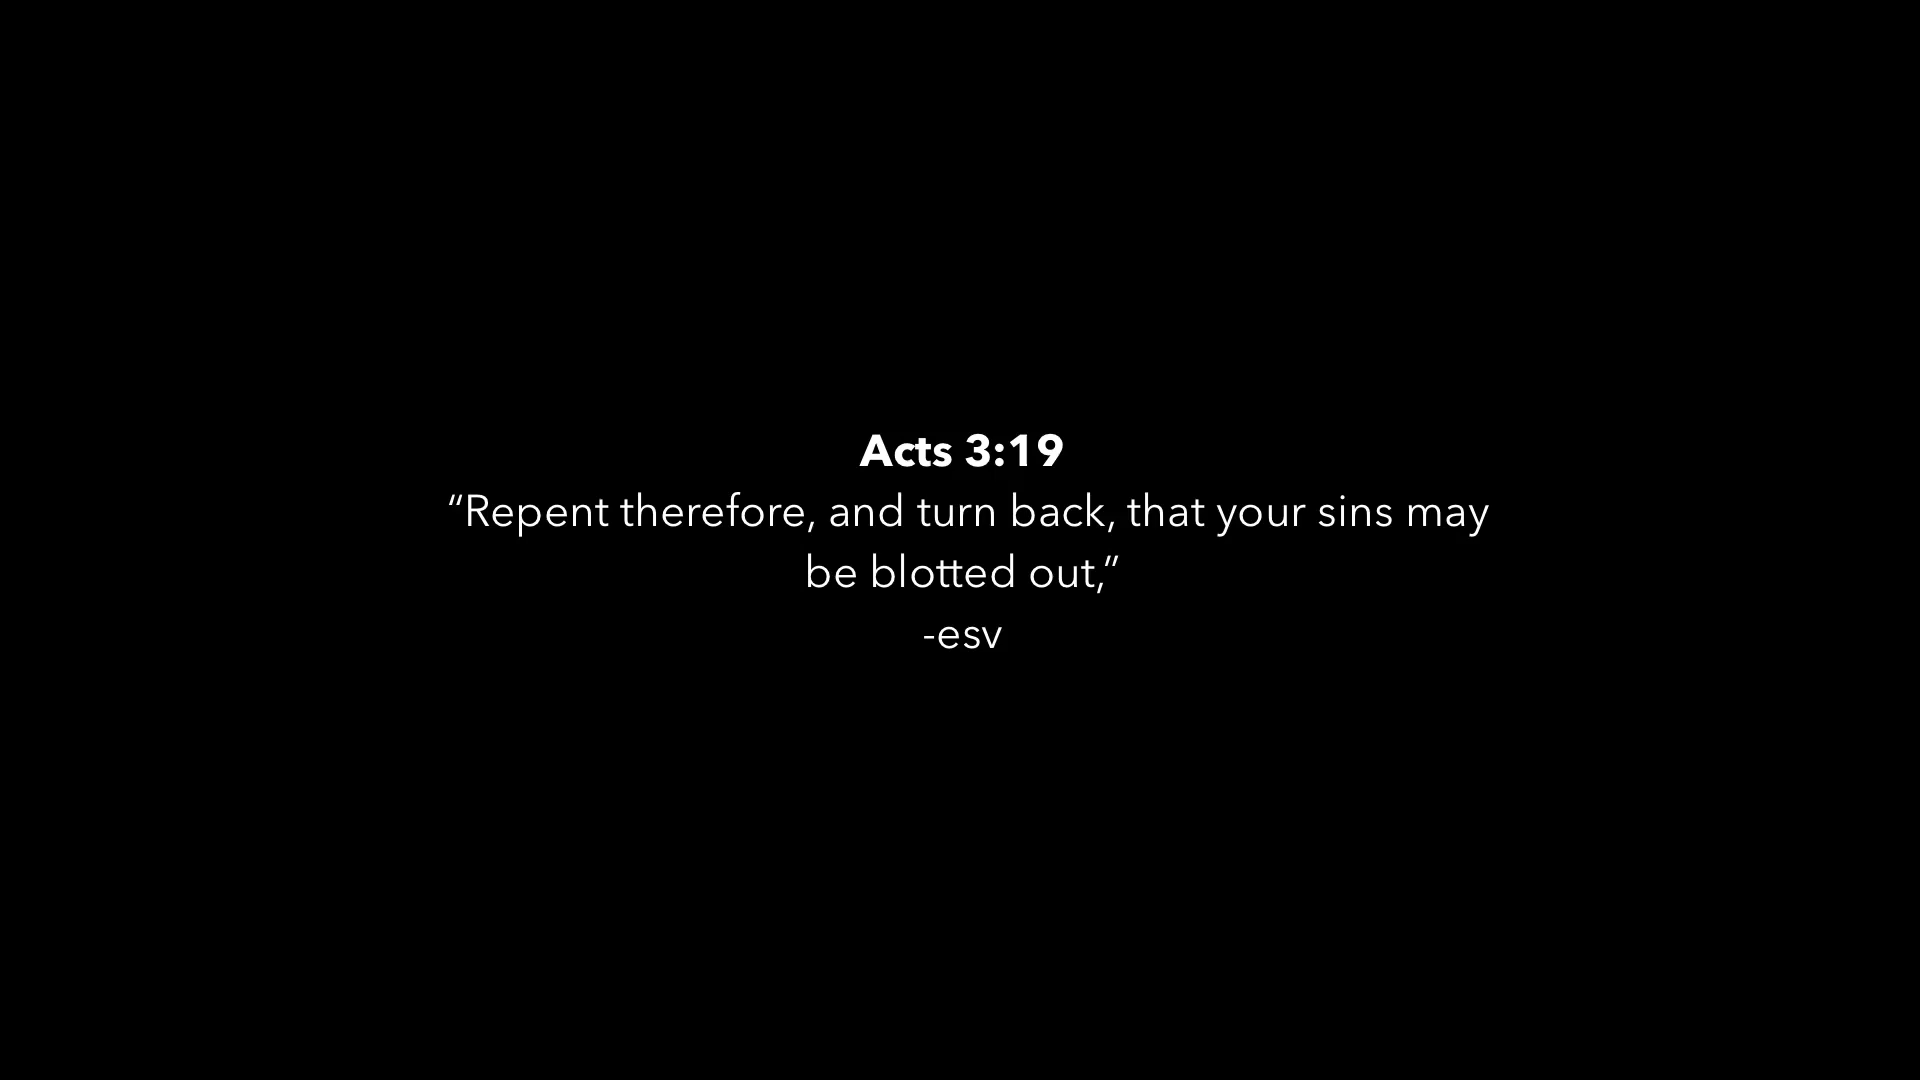 Acts 3:19
“Repent therefore, and turn back, that your sins may
be blotted out,”
-esv